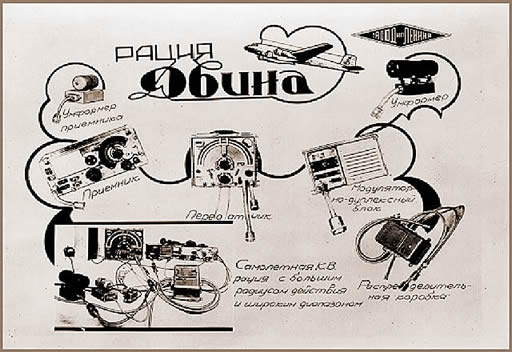 РАЦИЯ
Двина
Умформер
приемника
Умформер
Приемник
Передатчик
Модулятор
но-дуплексный
блок
Самолетная К.В.
рация с большим
радиусом действия
и широким диапазоном
Распределитель-
ная коробка